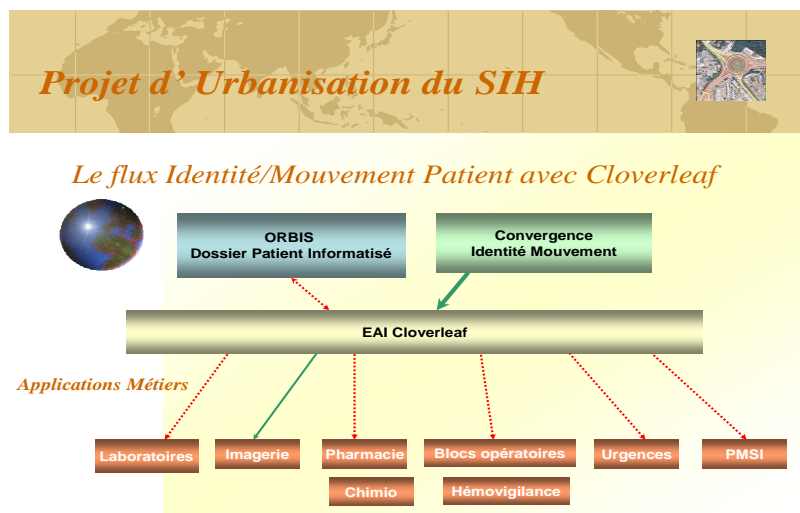 Projet d' Urbanisation du SIH
Le flux Identité/Mouvement Patient avec Cloverleaf
ORBIS
Dossier Patient Informatisé
Convergence
Identité Mouvement
EAI Cloverleaf
Applications Métiers
Laboratoires
Imagerie
Pharmacie
Blocs opératoires
Urgences
PMSI
Chimio
Hémovigilance